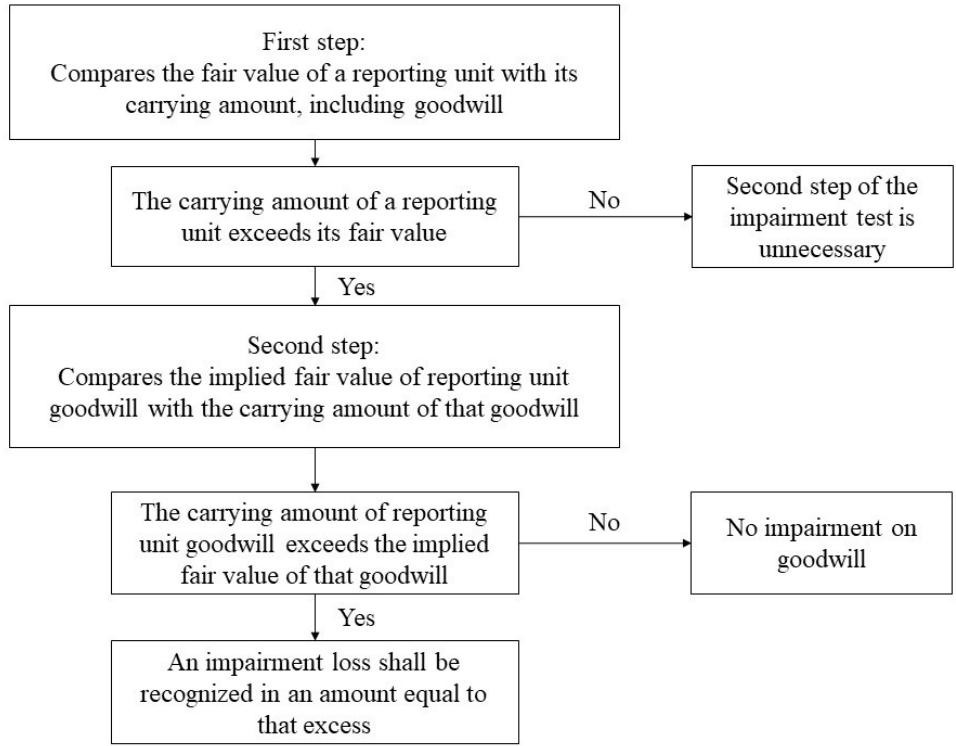 First step:
Compares the fair value of a reporting unit with its
carrying amount, including goodwill
The carrying amount of a reporting
unit exceeds its fair value
No
Second step of the
impairment test is
unnecessary
Yes
Second step:
Compares the implied fair value of reporting unit
goodwill with the carrying amount of that goodwill
The carrying amount of reporting
unit goodwill exceeds the implied
fair value of that goodwill
No
No impairment on
goodwill
Yes
An impairment loss shall be
recognized in an amount equal to
that excess